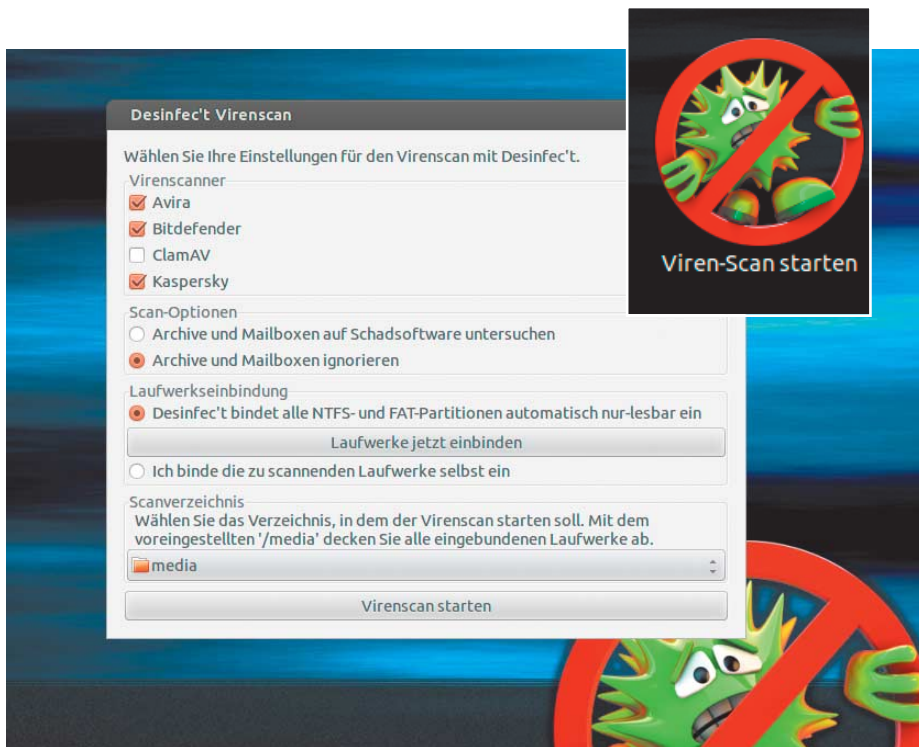 Desinfec't Virenscan
Wählen Sie Ihre Einstellungen für den Virenscan mit Desinfec't.
Virenscanner
Avira
Bitdefender
ClamAV
Kaspersky
Scan-Optionen
Archive und Mailboxen auf Schadsoftware untersuchen
Archive und Mailboxen ignorieren
Laufwerkseinbindung
Desinfec't bindet alle NTFS- und FAT-Partitionen automatisch nur-lesbar ein
Laufwerke jetzt einbinden
Ich binde die zu scannenden Laufwerke selbst ein
Scanverzeichnis
Wählen Sie das Verzeichnis, in dem der Virenscan starten soll. Mit dem
voreingestellten '/media' decken Sie alle eingebundenen Laufwerke ab.
media
Virenscan starten
Viren-Scan starten